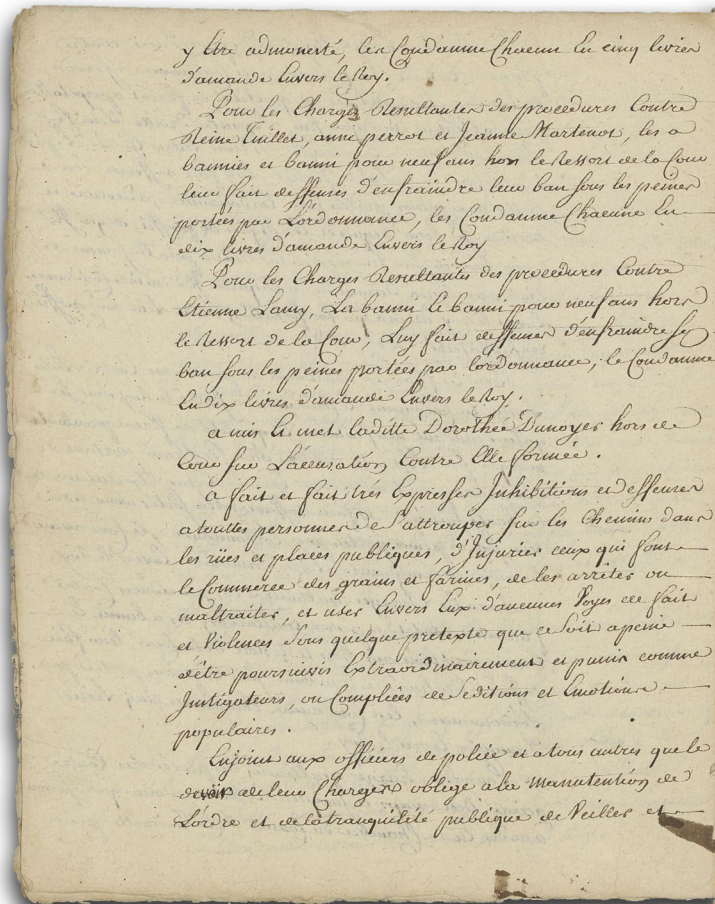 y être admonesté, les Condamne Chacun En cinq livres
d'amande Envers le Roy.
Pour les Charges Resultantes des procedures Contre
Reine Tuillet, anne perrot et Jeanne Martenot, les a
bannies et banni pour neuf ans hors le Ressort de la Cour
leur fait deffenses d'enfreindre leur ban sous les peines
portées par L'ordonnance, les Condamne Chacune En
dix livres d'amande Envers le Roy
Pour les Charges Resultantes des procedures Contre
Etienne Lamy, La banni Et banni pour neuf ans hors
le Ressort de la Cour, Luy fait deffenses d'enfraindre son
ban sous les peines portées par lordonnance, le Condamne
En dix livres d'amande Envers le Roy.
a mis Et met laditte Dorothée Dunoyer hors de
Cour sur L'accusation Contre Elle formée.
a fait et fait trés Expresses Inhibitions et deffenses
a touttes personnes de s'attrouper sur les Chemins dans
les rües et places publiques, d'Injurier ceux qui font
le Commerce des grains et farines, de les arrêter ou
maltraiter, et user Envers Eux d'aucunes Voyes de fait
et Violences sous quelque pretexte que ce soit a peine
d'être poursuivis Extraordinairement et punis comme
Instigateurs, ou Complices de seditions et Emotions
populaires.
Enjoint aux officiers de police et a tous autres que le
devoir de leur Charges oblige a la manutention de
L'ordre et de la tranquilité publique de Veiller et